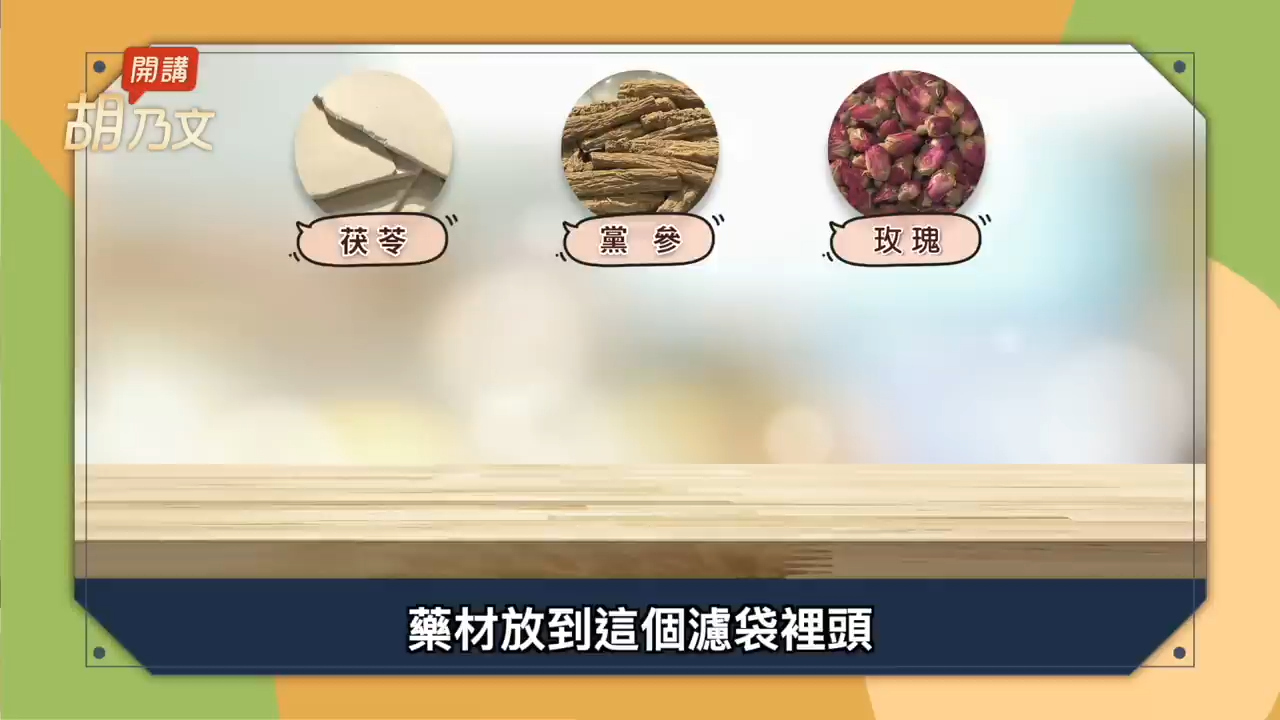 開講
胡乃文
茯苓
黨參
玫瑰
藥材放到這個濾袋裡頭